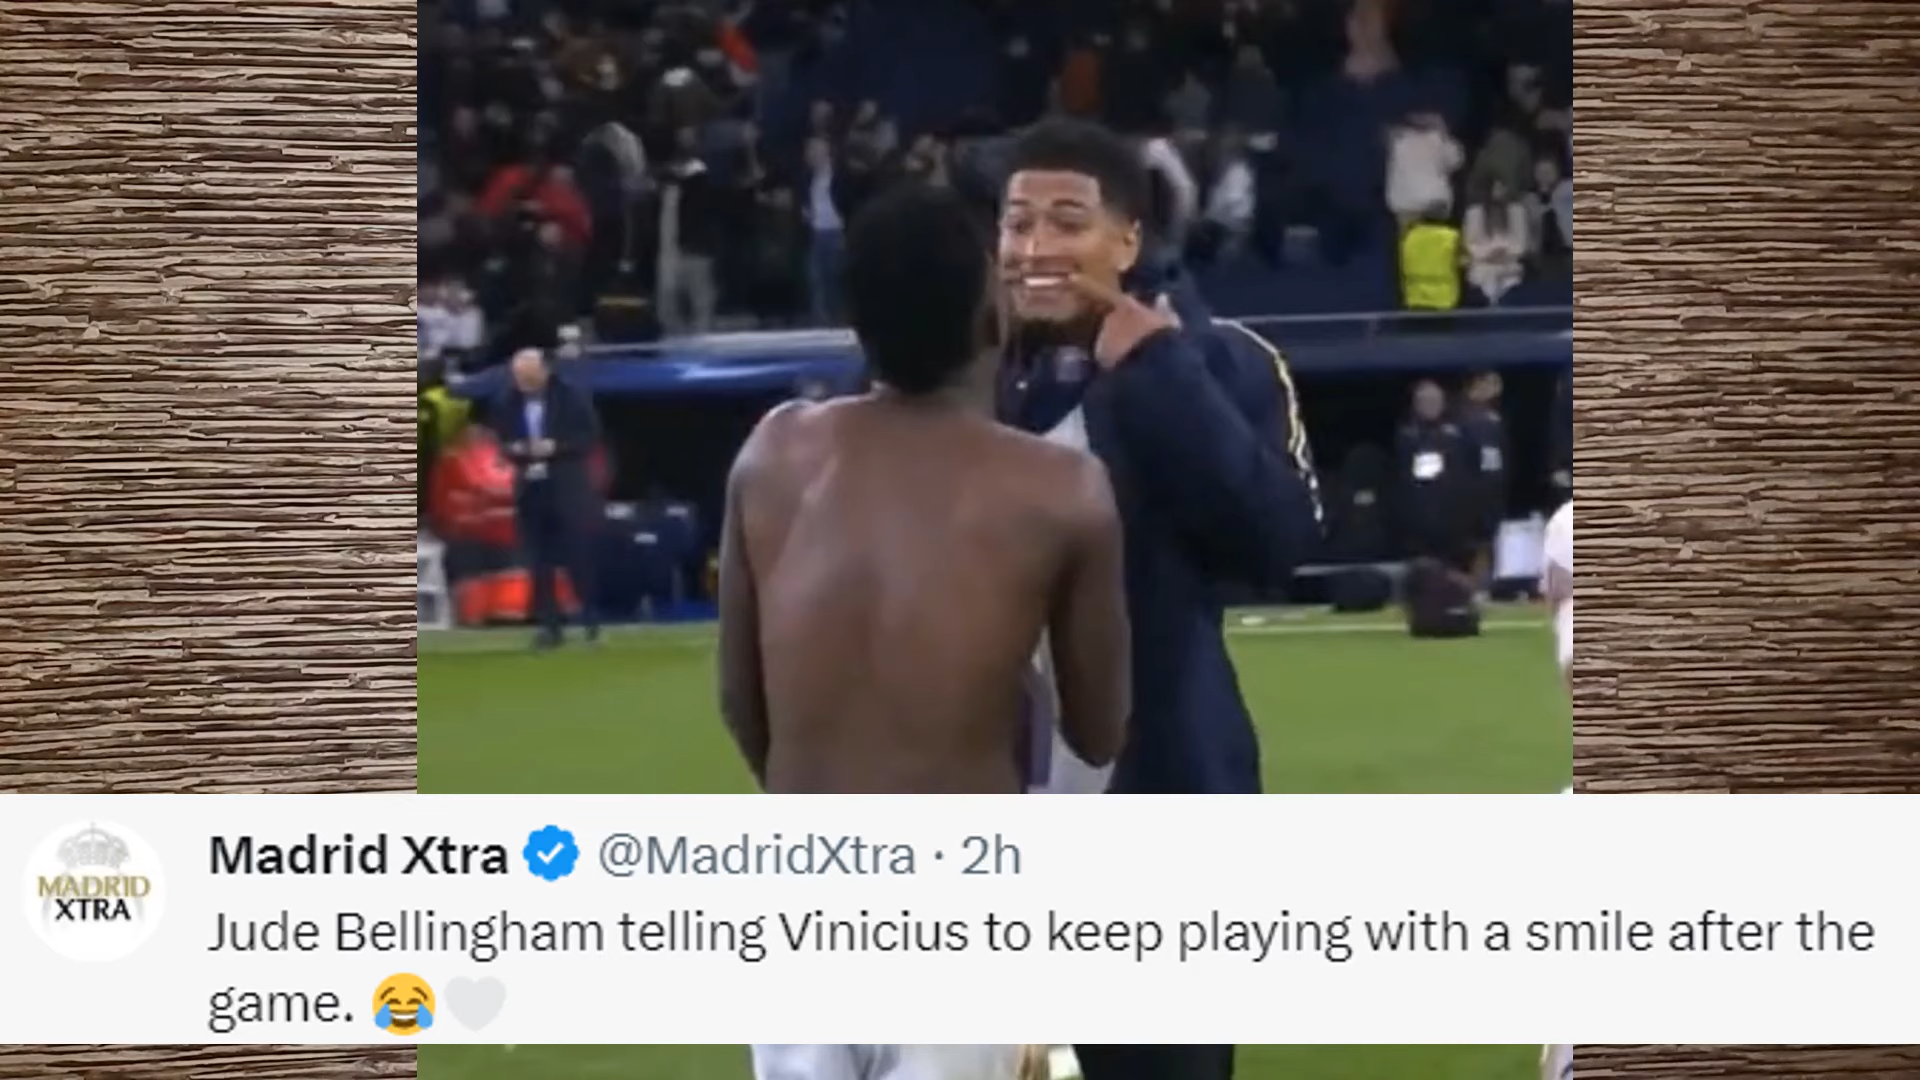 Madrid Xtra @MadridXtra · 2h
MADRID
XTRA
Jude Bellingham telling Vinicius to keep playing with a smile after the
game. 😂🤍